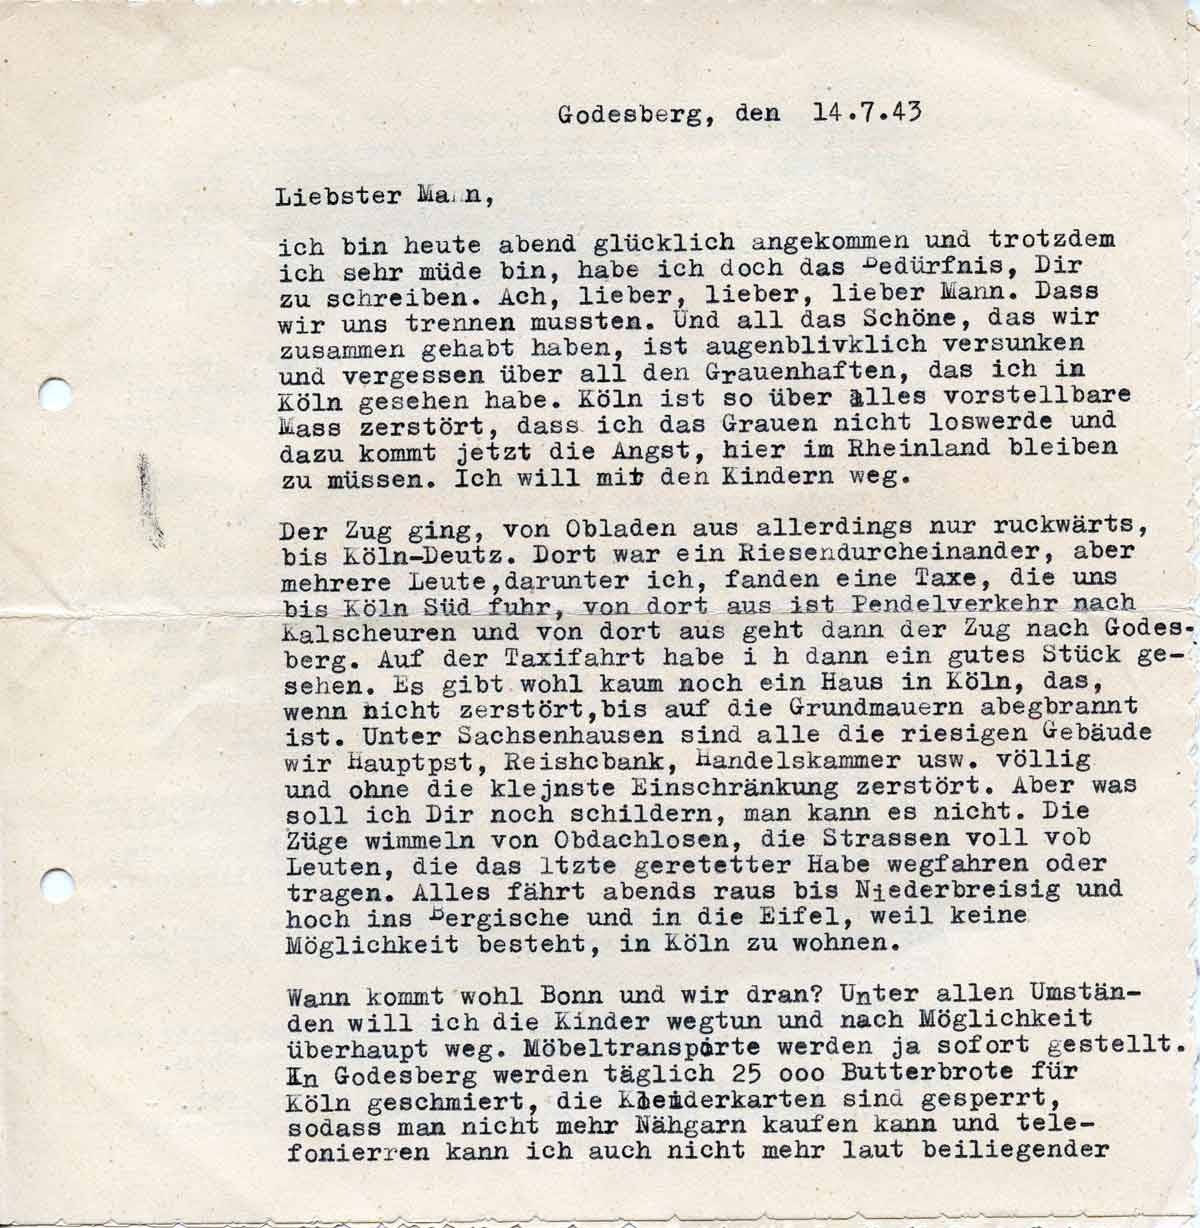 Godesberg, den 14.7.43
Liebster Mann,
ich bin heute abend glücklich angekommen und trotzdem
ich sehr müde bin, habe ich doch das Bedürfnis, Dir
zu schreiben. Ach, lieber, lieber, lieber Mann. Dass
wir uns trennen mussten. Und all das Schöne, das wir
zusammen gehabt haben, ist augenblivklich versunken
und vergessen über all den Grauenhaften, das ich in
Köln gesehen habe. Köln ist so über alles vorstellbare
Mass zerstört, dass ich das Grauen nicht loswerde und
dazu kommt jetzt die Angst, hier im Rheinland bleiben
zu müssen. Ich will mit den Kindern weg.
Der Zug ging, von Obladen aus allerdings nur ruckwärts,
bis Köln-Deutz. Dort war ein Riesendurcheinander, aber
mehrere Leute,darunter ich, fanden eine Taxe, die uns
bis Köln Süd fuhr, von dort aus ist Pendelverkehr nach
Kalscheuren und von dort aus geht dann der Zug nach Godes-
berg. Auf der Taxifahrt habe i h dann ein gutes Stück ge-
sehen. Es gibt wohl kaum noch ein Haus in Köln, das,
wenn nicht zerstört,bis auf die Grundmauern abegbrannt
ist. Unter Sachsenhausen sind alle die riesigen Gebäude
wir Hauptpst, Reishcbank, Handelskammer usw. völlig
und ohne die klejnste Einschränkung zerstört. Aber was
soll ich Dir noch schildern, man kann es nicht. Die
Züge wimmeln von Obdachlosen, die Strassen voll vob
Leuten, die das ltzte geretetter Habe wegfahren oder
tragen. Alles fährt abends raus bis Niederbreisig und
hoch ins Bergische und in die Eifel, weil keine
Möglichkeit besteht, in Köln zu wohnen.
Wann kommt wohl Bonn und wir dran? Unter allen Umstän-
den will ich die Kinder wegtun und nach Möglichkeit
überhaupt weg. Möbeltransporte werden ja sofort gestellt.
In Godesberg werden täglich 25 ooo Butterbrote für
Köln geschmiert, die Kleiderkarten sind gesperrt,
sodass man nicht mehr Nähgarn kaufen kann und tele-
fonierren kann ich auch nicht mehr laut beiliegender